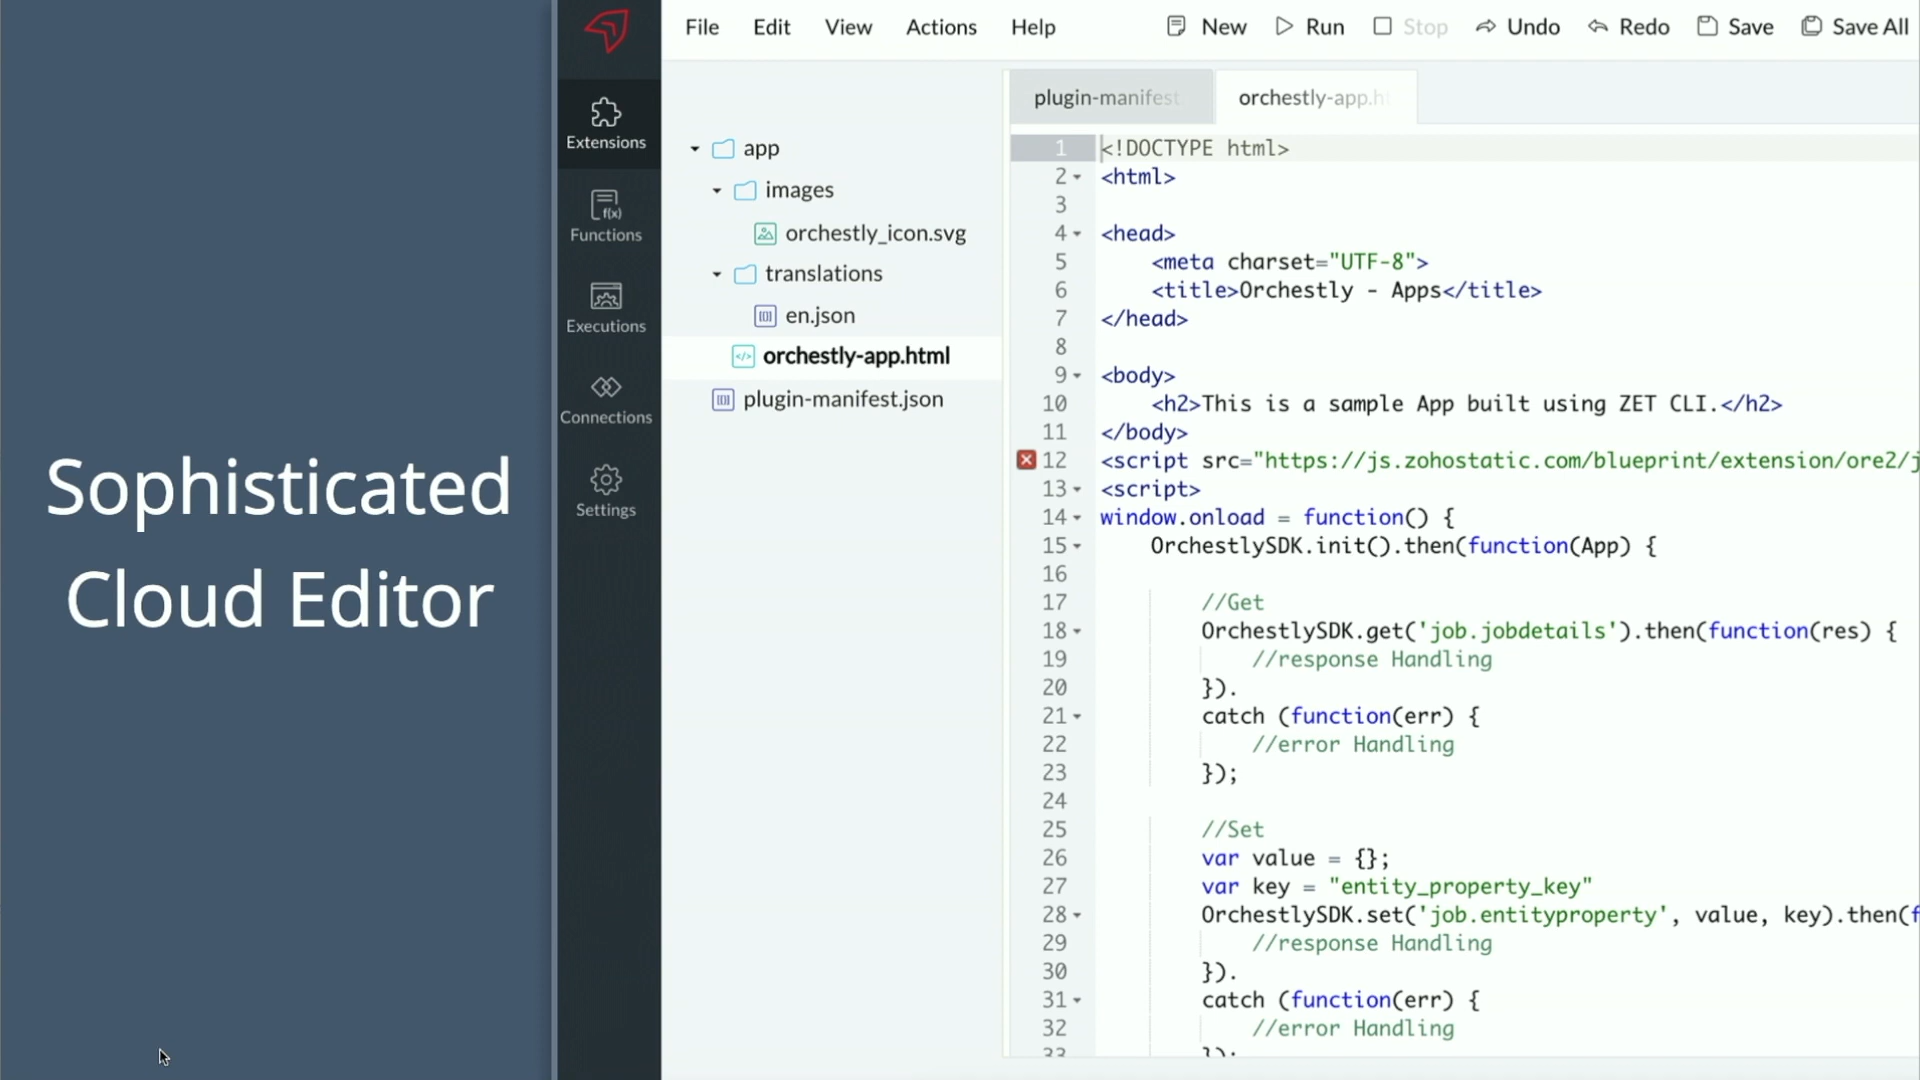 Sophisticated
Cloud Editor
Extensions
Functions
Executions
Connections
Settings
File Edit View Actions Help New Run Stop Undo Redo Save Save All
app
images
orchestly_icon.svg
translations
en.json
orchestly-app.html
plugin-manifest.json
plugin-manifest orchestly-app.h
1 <!DOCTYPE html>
2 <html>
3
4 <head>
5 <meta charset="UTF-8">
6 <title>Orchestly - Apps</title>
7 </head>
8
9 <body>
10 <h2>This is a sample App built using ZET CLI.</h2>
11 </body>
12 <script src="https://js.zohostatic.com/blueprint/extension/ore2/j
13 <script>
14 window.onload = function() {
15 OrchestlySDK.init().then(function(App) {
16
17 //Get
18 OrchestlySDK.get('job.jobdetails').then(function(res) {
19 //response Handling
20 }).
21 catch (function(err) {
22 //error Handling
23 });
24
25 //Set
26 var value = {};
27 var key = "entity_property_key"
28 OrchestlySDK.set('job.entityproperty', value, key).then(f
29 //response Handling
30 }).
31 catch (function(err) {
32 //error Handling
33 });